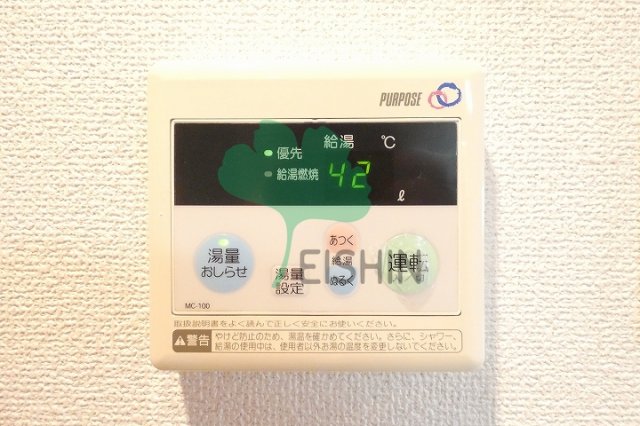 PURPOSE
給湯 ℃
優先
給湯燃焼
42
ℓ
EISHIN
湯量
おしらせ
湯量
設定
あつく
給湯
ぬるく
運転
MC-100
取扱説明書をよく読んで正しく安全にお使いください。
警告
やけど防止のため、湯温を確かめてください。さらに、シャワー、
給湯の使用中は、使用者以外お湯の温度を変更しないでください。